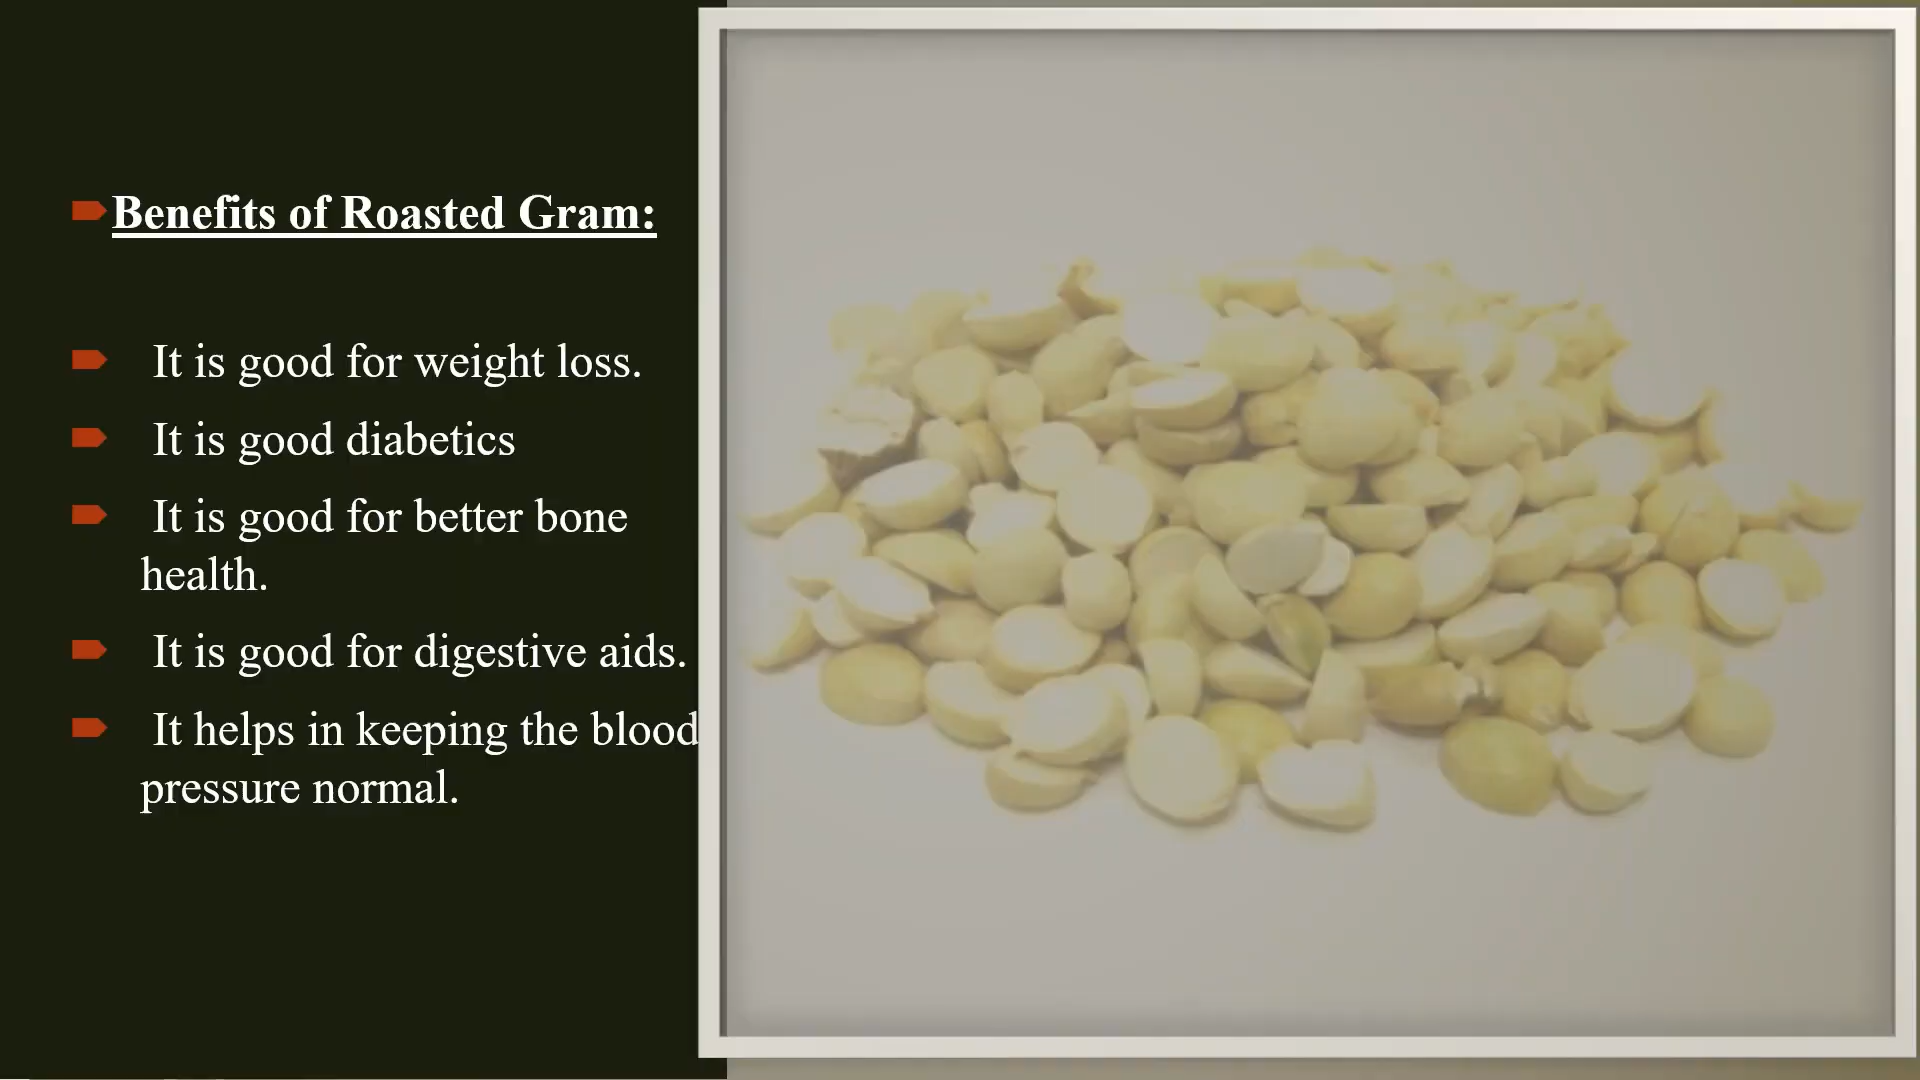 Benefits of Roasted Gram:
It is good for weight loss.
It is good diabetics
It is good for better bone
health.
It is good for digestive aids.
It helps in keeping the blood
pressure normal.